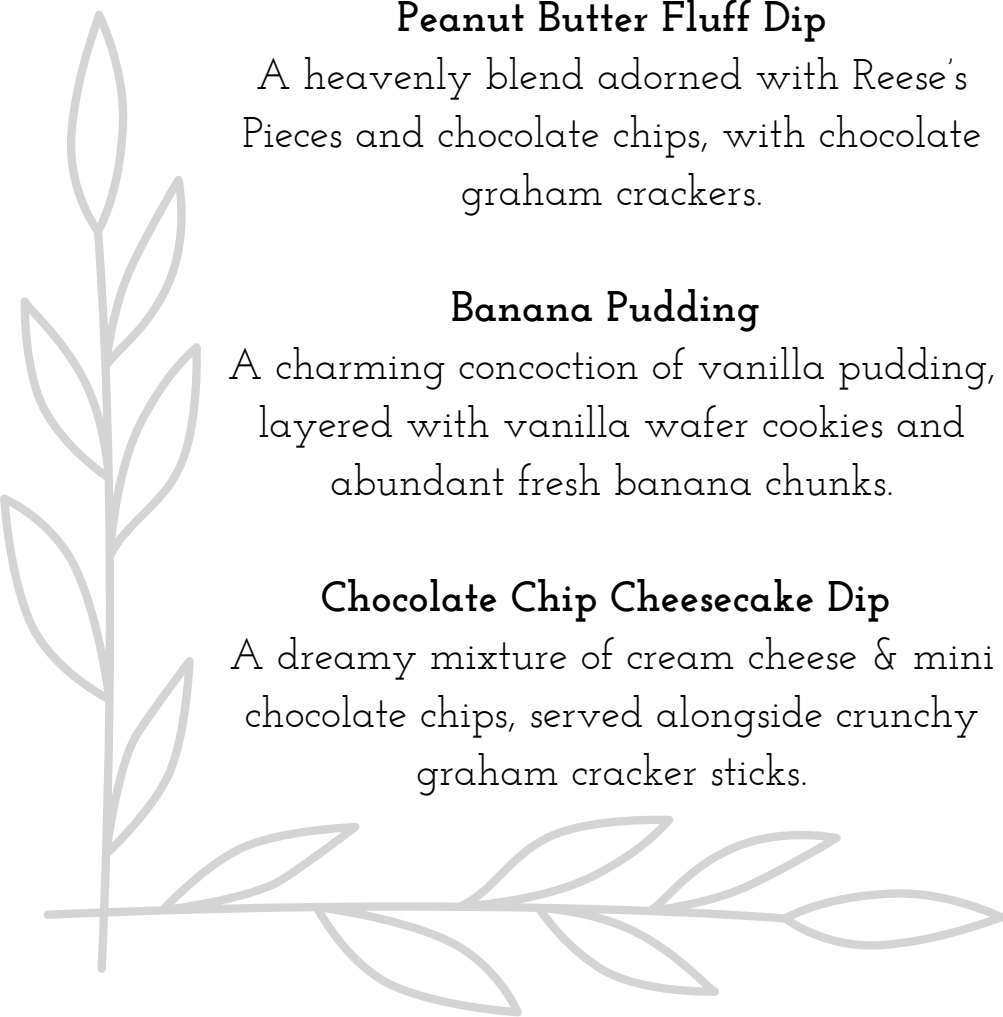 Peanut Butter Fluff Dip
A heavenly blend adorned with Reese's
Pieces and chocolate chips, with chocolate
graham crackers.
Banana Pudding
A charming concoction of vanilla pudding,
layered with vanilla wafer cookies and
abundant fresh banana chunks.
Chocolate Chip Cheesecake Dip
A dreamy mixture of cream cheese & mini
chocolate chips, served alongside crunchy
graham cracker sticks.